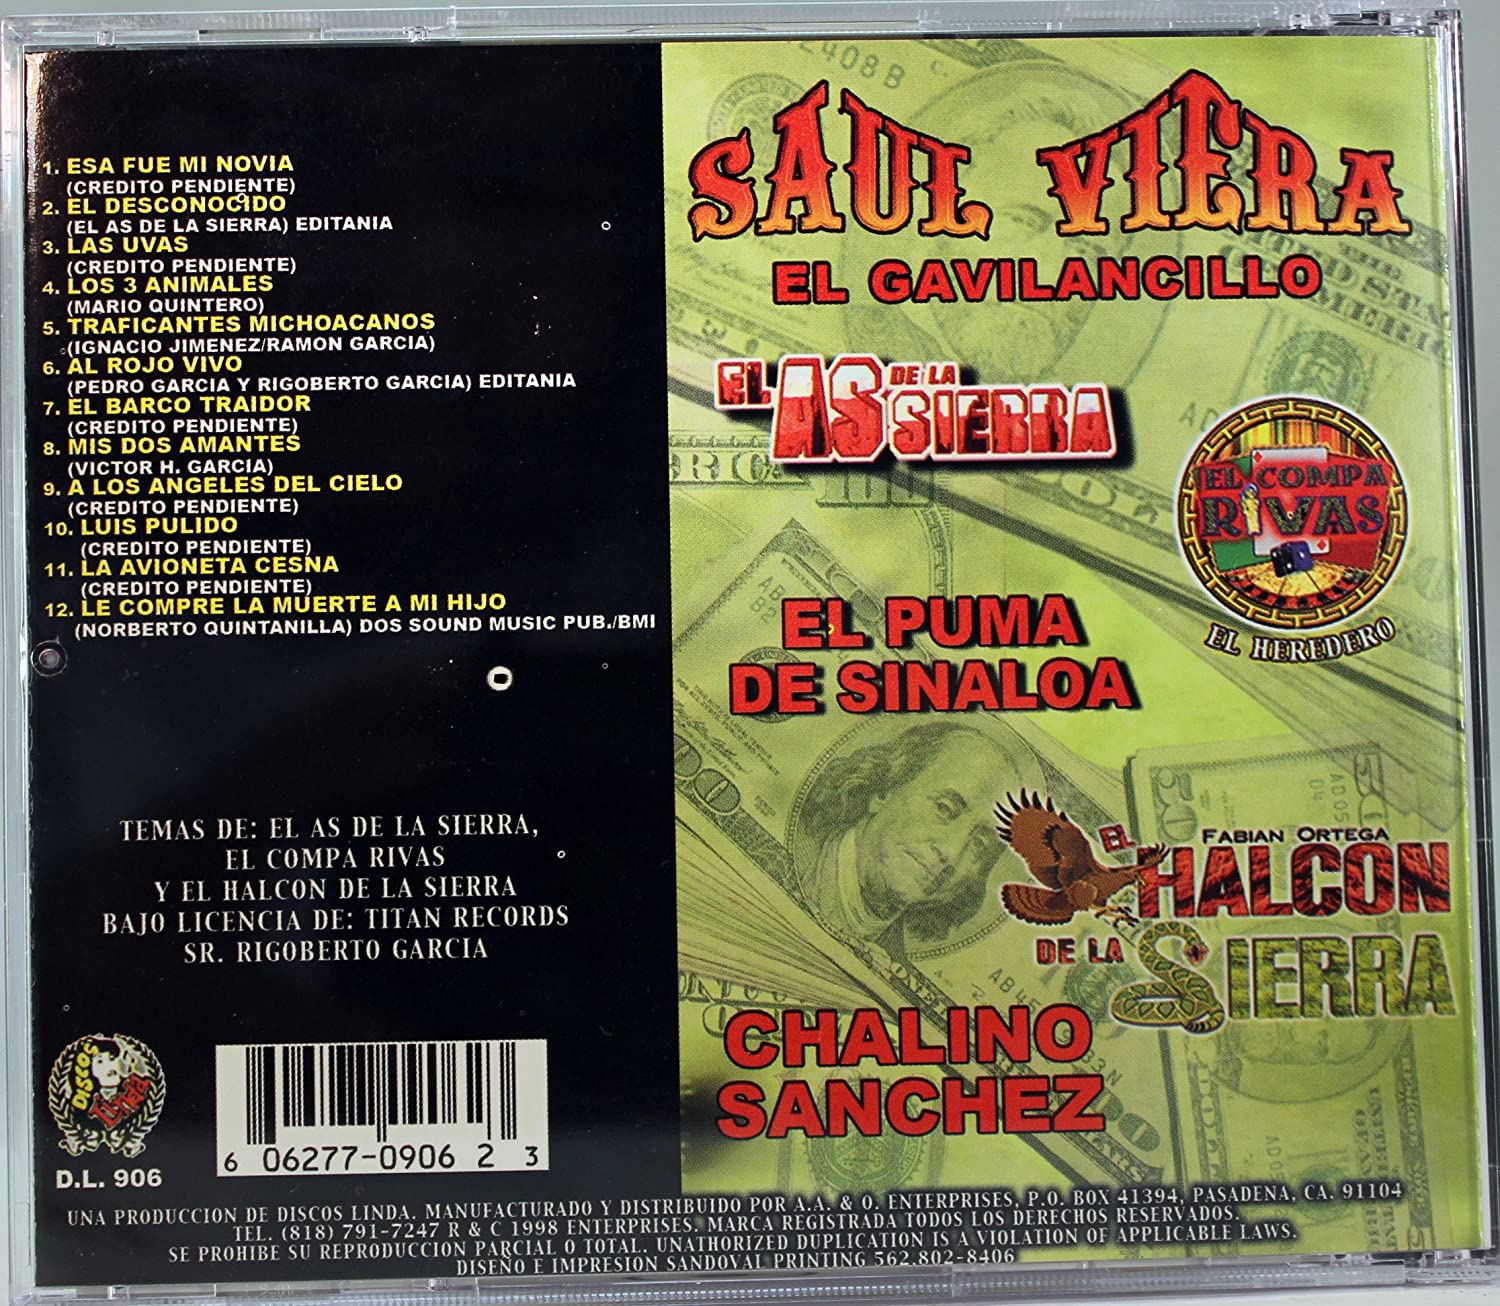 1. ESA FUE MI NOVIA
(CREDITO PENDIENTE)
2. EL DESCONOCIDO
(EL AS DE LA SIERRA) EDITANIA
3. LAS UVAS
(CREDITO PENDIENTE)
4. LOS 3 ANIMALES
(MARIO QUINTERO)
5. TRAFICANTES MICHOACANOS
(IGNACIO JIMENEZ/RAMON GARCIA)
6. AL ROJO VIVO
(PEDRO GARCIA Y RIGOBERTO GARCIA) EDITANIA
7. EL BARCO TRAIDOR
(CREDITO PENDIENTE)
8. MIS DOS AMANTES
(VICTOR H. GARCIA)
9. A LOS ANGELES DEL CIELO
(CREDITO PENDIENTE)
10. LUIS PULIDO
(CREDITO PENDIENTE)
11. LA AVIONETA CESNA
(CREDITO PENDIENTE)
12. LE COMPRE LA MUERTE A MI HIJO
(NORBERTO QUINTANILLA) DOS SOUND MUSIC PUB./BMI
TEMAS DE: EL AS DE LA SIERRA,
EL COMPA RIVAS
Y EL HALCON DE LA SIERRA
BAJO LICENCIA DE: TITAN RECORDS
SR. RIGOBERTO GARCIA
DISCOS
Linda
D.L. 906
6 06277-0906 2 3
SAUL VIERA
EL GAVILANCILLO
EL AS DE LA SIERRA
EL COMPA
RIVAS
EL HEREDERO
EL PUMA
DE SINALOA
FABIAN ORTEGA
EL HALCON
DE LA SIERRA
CHALINO
SANCHEZ
UNA PRODUCCION DE DISCOS LINDA. MANUFACTURADO Y DISTRIBUIDO POR A.A. & O. ENTERPRISES, P.O. BOX 41394, PASADENA, CA. 91104
TEL. (818) 791-7247 R & C 1998 ENTERPRISES. MARCA REGISTRADA TODOS LOS DERECHOS RESERVADOS.
SE PROHIBE SU REPRODUCCION PARCIAL O TOTAL. UNATHORIZED DUPLICATION IS A VIOLATION OF APPLICABLE LAWS.
DISEÑO E IMPRESION SANDOVAL PRINTING 562.802-8406